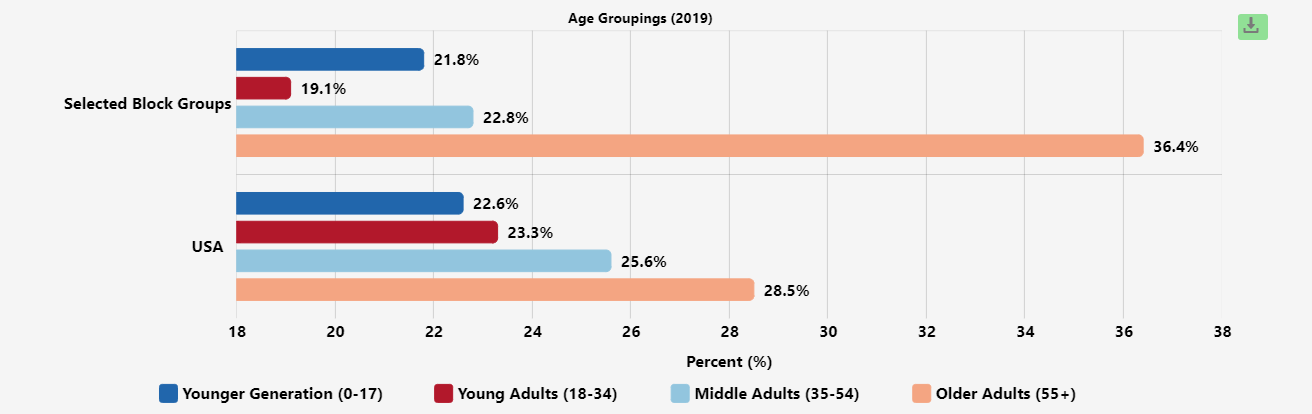 Age Groupings (2019)
21.8%
19.1%
Selected Block Groups
22.8%
36.4%
22.6%
23.3%
USA
25.6%
28.5%
18 20 22 24 26 28 30 32 34 36 38
Percent (%)
Younger Generation (0-17) Young Adults (18-34) Middle Adults (35-54) Older Adults (55+)